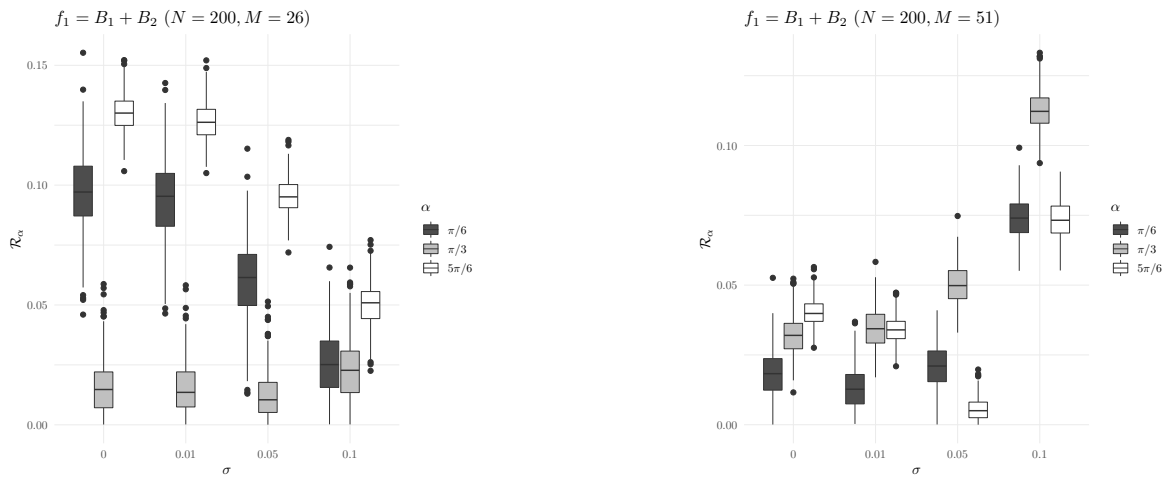 f₁ = B₁ + B₂ (N = 200, M = 26)
0.15
0.10
0.05
0.00
ℛ_α
0 0.01 0.05 0.1
σ
α
π/6
π/3
5π/6
f₁ = B₁ + B₂ (N = 200, M = 51)
0.10
0.05
0.00
ℛ_α
0 0.01 0.05 0.1
σ
α
π/6
π/3
5π/6